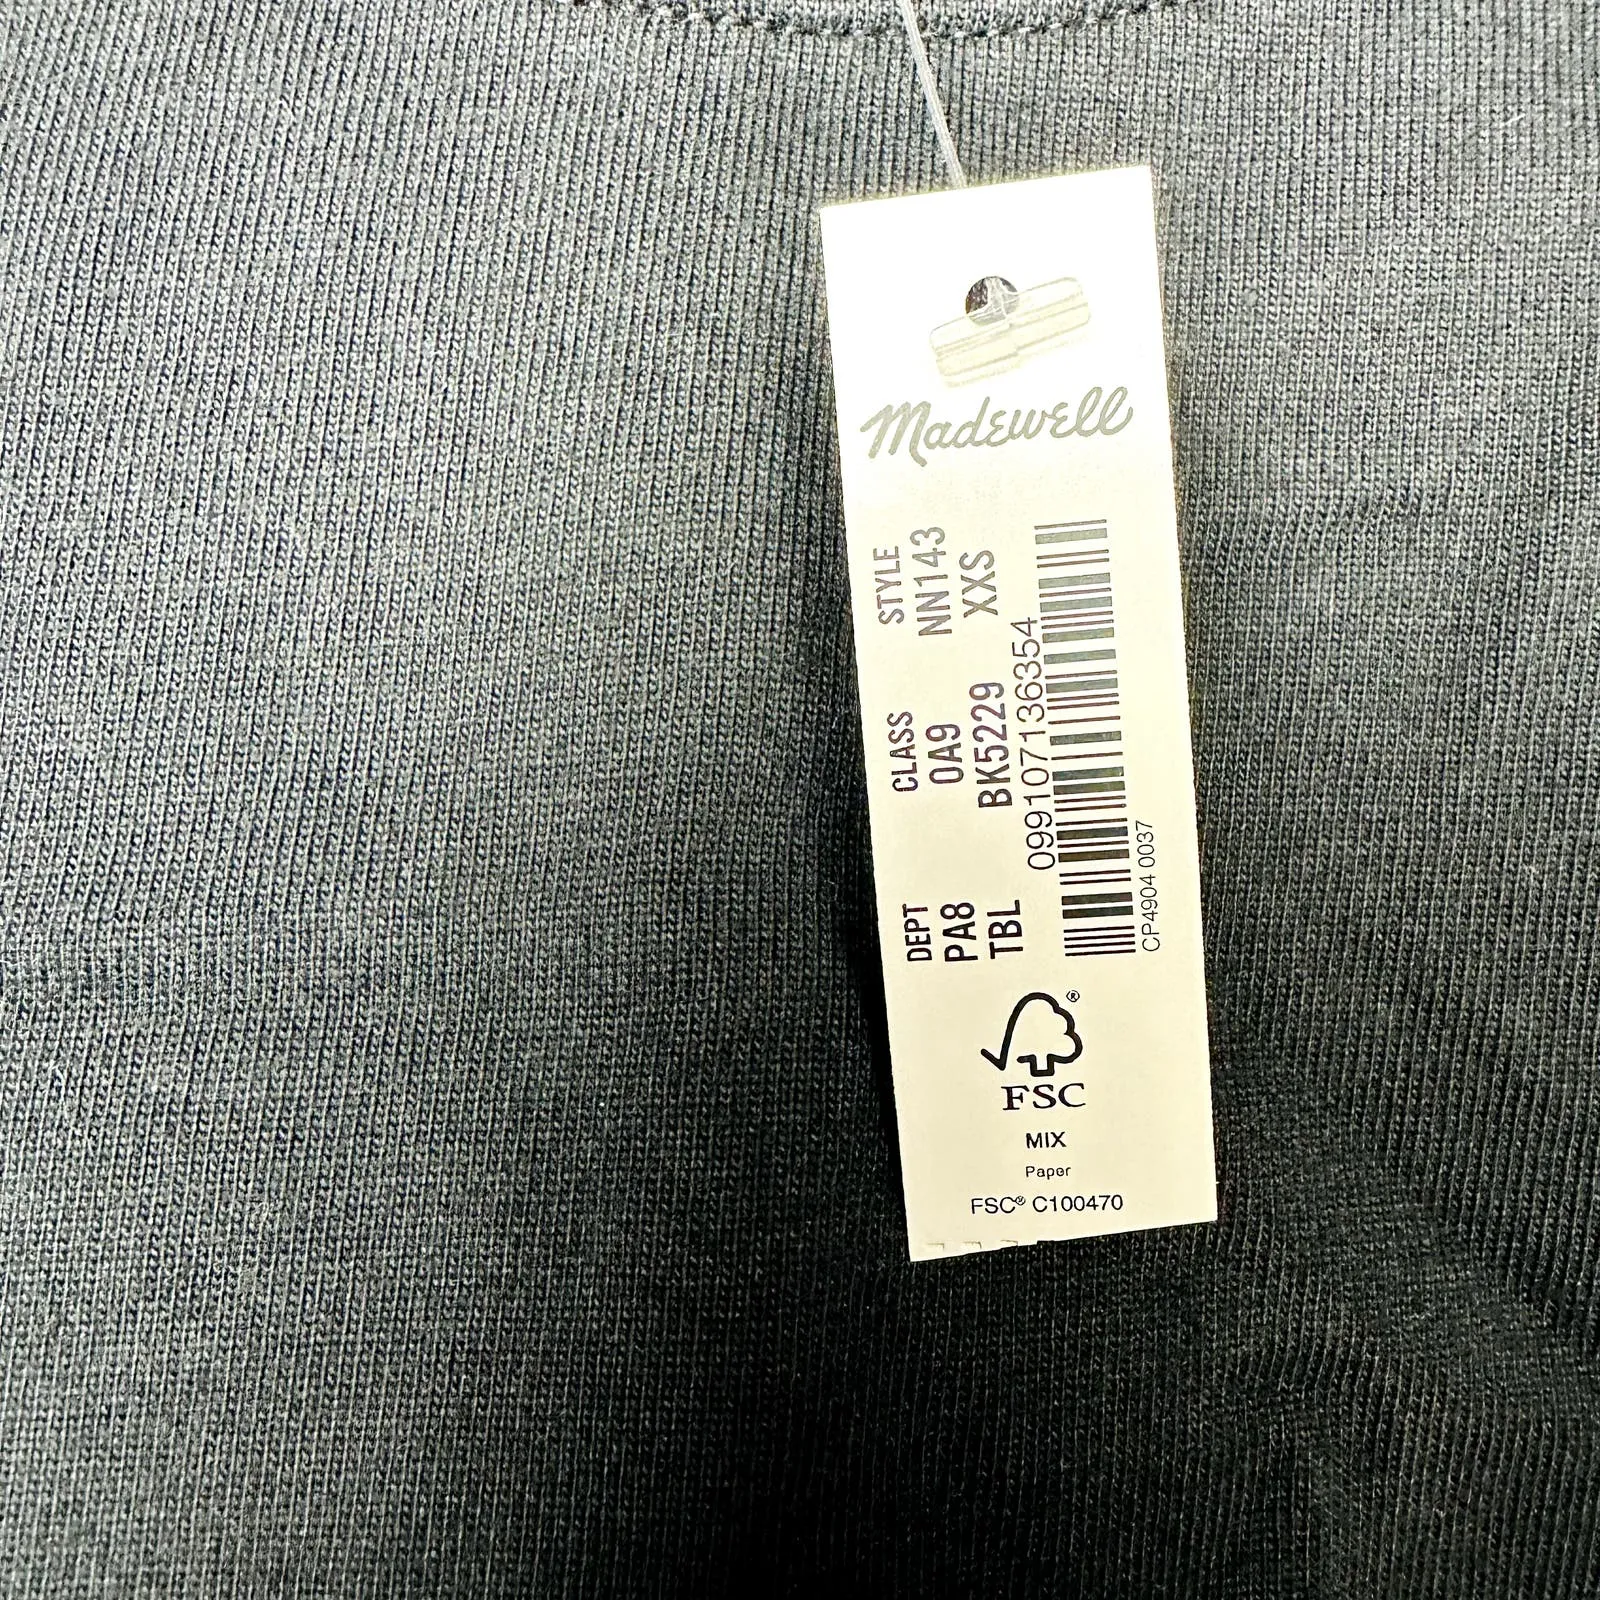 Madewell
DEPT CLASS STYLE
PA8 0A9 NN143
TBL BK5229 XXS
099107136354
CP4904 0037
FSC®
MIX
Paper
FSC® C100470